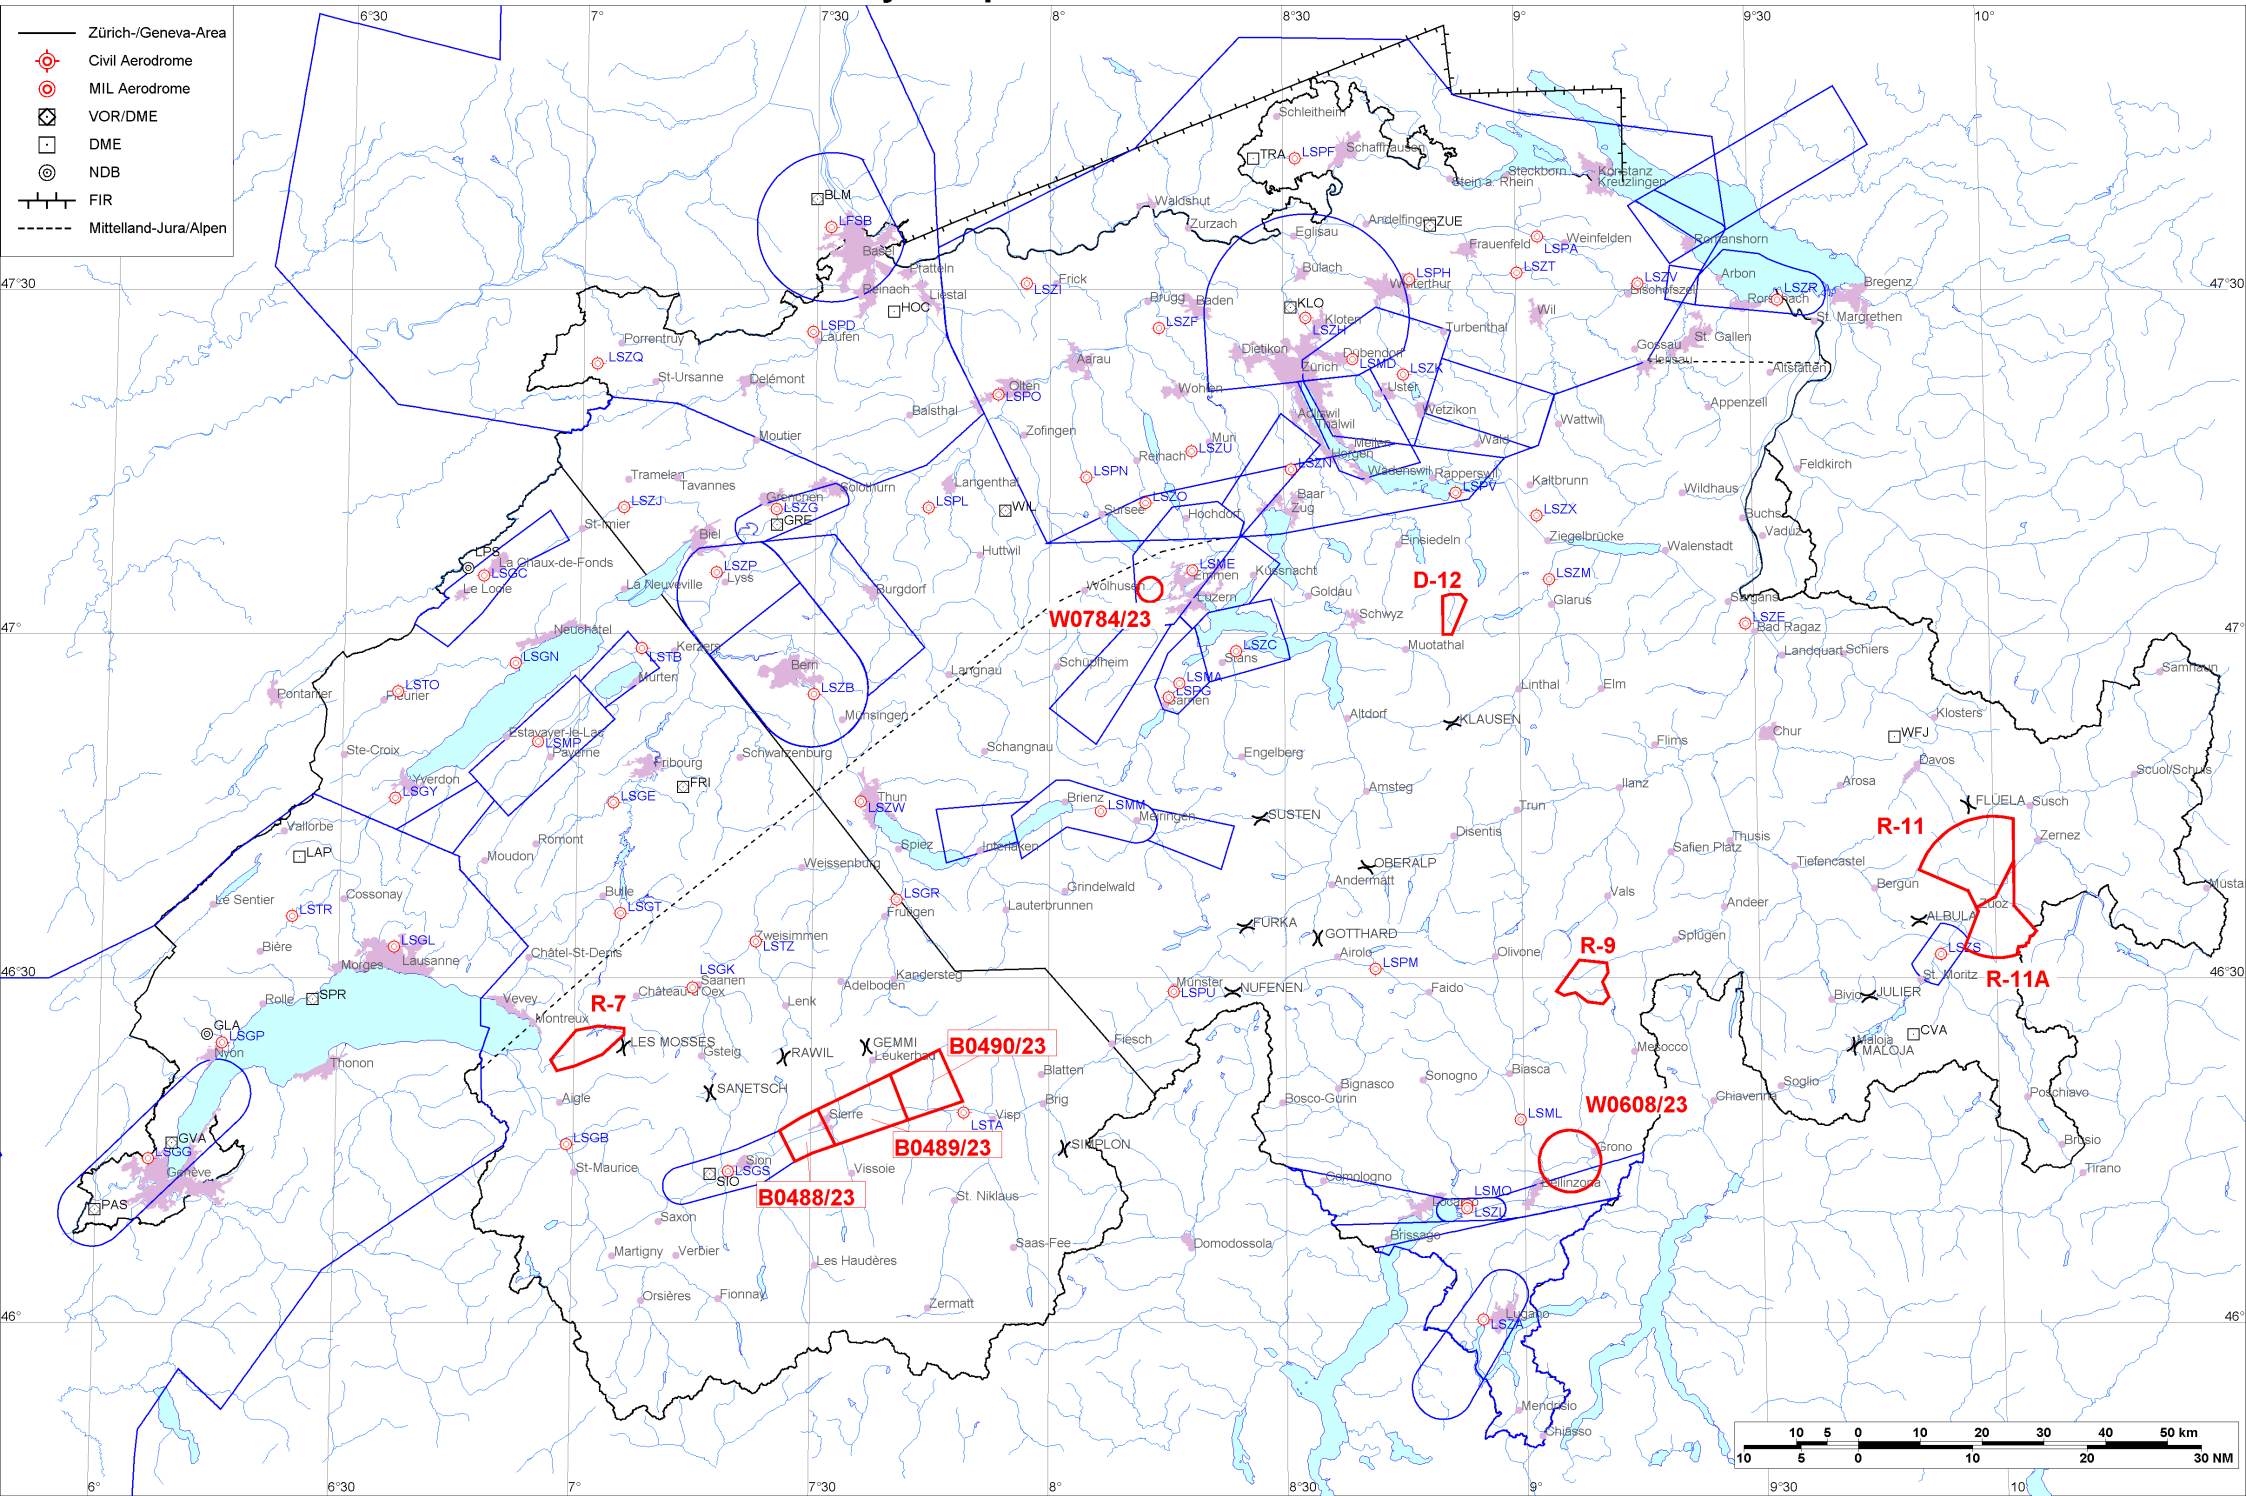 6°30
7°
7°30
8°
8°30
9°
9°30
10°
Zürich-/Geneva-Area
Civil Aerodrome
MIL Aerodrome
VOR/DME
DME
NDB
FIR
Mittelland-Jura/Alpen
Schleitheim
TRA
LSPF
Schaffhausen
Stein a. Rhein
Steckborn
Konstanz
Kreuzlingen
BLM
LFSB
Basel
Waldshut
Zurzach
Eglisau
Andelfingen
ZUE
Frauenfeld
LSPA
Weinfelden
Romanshorn
Pratteln
Reinach
Liestal
HOC
LSZI
Frick
Bülach
LSPH
Winterthur
LSZT
LSZV
Bischofszell
Arbon
LSZR
Rorschach
Bregenz
47°30
47°30
St. Margrethen
LSPD
Laufen
Brugg
Baden
LSZF
KLO
Kloten
LSZH
Turbenthal
Wil
St. Gallen
Gossau
Herisau
Altstätten
Porrentruy
LSZQ
St-Ursanne
Delémont
Aarau
Dietikon
Zürich
Dübendorf
LSMD
LSZK
Uster
Wetzikon
Olten
LSPO
Wohlen
Balsthal
Adliswil
Thalwil
Appenzell
Wattwil
Moutier
Zofingen
Muri
LSZU
Meilen
Horgen
Wald
Reinach
LSPN
LSZN
Wädenswil
Rapperswil
LSPV
Kaltbrunn
Feldkirch
Wildhaus
Tramelan
Tavannes
Grenchen
Solothurn
LSZG
GRE
LSZJ
Langenthal
LSPL
WIL
LSZO
Sursee
Hochdorf
Baar
Zug
LSZX
Buchs
Vaduz
St-Imier
Biel
Huttwil
Einsiedeln
Ziegelbrücke
Walenstadt
LPS
La Chaux-de-Fonds
LSGC
Le Locle
La Neuveville
LSZP
Lyss
Burgdorf
Wolhusen
LSME
Emmen
Luzern
Küssnacht
Goldau
D-12
LSZM
Glarus
Sargans
W0784/23
Schwyz
LSZE
Bad Ragaz
47°
47°
Neuchâtel
LSGN
Kerzers
LSTB
Murten
Bern
LSZB
Langnau
Schüpfheim
LSZC
Stans
Muotathal
Landquart
Schiers
Samnaun
Pontarlier
LSTO
Fleurier
LSMA
LSPG
Sarnen
Linthal
Elm
Klosters
Münsingen
Altdorf
KLAUSEN
Ste-Croix
Estavayer-le-Lac
LSMP
Payerne
Schwarzenburg
Schangnau
Engelberg
Flims
Chur
WFJ
Davos
Fribourg
FRI
Yverdon
LSGY
LSGE
Thun
LSZW
Brienz
LSMM
Meiringen
Amsteg
Ilanz
Arosa
Scuol/Schuls
Trun
FLÜELA
Susch
Vallorbe
LAP
Romont
Moudon
SUSTEN
Disentis
Thusis
R-11
Zernez
Safien Platz
Tiefencastel
Weissenburg
Spiez
Interlaken
OBERALP
Andermatt
Bergün
Le Sentier
Cossonay
Bulle
LSGT
LSGR
Frutigen
Grindelwald
Lauterbrunnen
Vals
Andeer
ALBULA
Zuoz
Müsta
LSTR
FURKA
GOTTHARD
Bière
LSGL
Lausanne
Morges
Châtel-St-Denis
Zweisimmen
LSTZ
LSGK
Saanen
Kandersteg
Adelboden
Airolo
LSPM
Olivone
R-9
Splügen
LSZS
St. Moritz
R-11A
46°30
46°30
Rolle
SPR
Vevey
Montreux
R-7
Château-d'Oex
Lenk
Münster
LSPU
NUFENEN
Faido
Bivio
JULIER
GLA
LSGP
Nyon
Thonon
LES MOSSES
Gsteig
RAWIL
GEMMI
Leukerbad
B0490/23
Fiesch
Mesocco
Maloja
MALOJA
CVA
SANETSCH
Blatten
Bignasco
Sonogno
Biasca
Soglio
Chiavenna
Poschiavo
Aigle
Sierre
Visp
LSTA
Brig
Bosco-Gurin
W0608/23
LSML
GVA
LSGG
Genève
LSGB
B0489/23
SIMPLON
Grono
Brusio
St-Maurice
Sion
LSGS
SIO
Vissoie
Comologno
Tirano
PAS
B0488/23
St. Niklaus
LSMO
Bellinzona
Locarno
LSZL
Saxon
Brissago
Martigny
Verbier
Les Haudères
Saas-Fee
Domodossola
Orsières
Fionnay
Zermatt
46°
46°
Lugano
LSZA
Mendrisio
Chiasso
10
5
0
10
20
30
40
50 km
10
5
0
10
20
30 NM
6°
6°30
7°
7°30
8°
8°30
9°
9°30
10